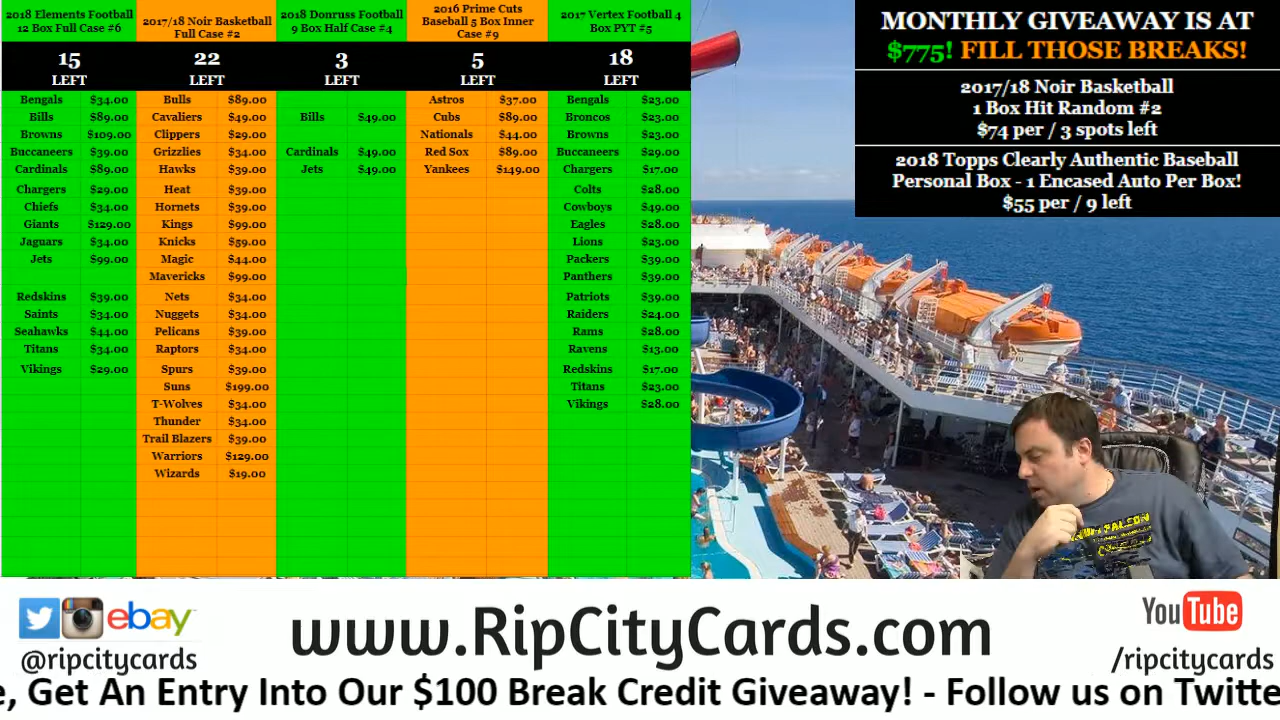 2018 Elements Football
12 Box Full Case #6
15
LEFT
Bengals $34.00
Bills $89.00
Browns $109.00
Buccaneers $39.00
Cardinals $89.00
Chargers $29.00
Chiefs $34.00
Giants $129.00
Jaguars $34.00
Jets $99.00
Redskins $39.00
Saints $34.00
Seahawks $44.00
Titans $34.00
Vikings $29.00
2017/18 Noir Basketball
Full Case #2
22
LEFT
Bulls $89.00
Cavaliers $49.00
Clippers $29.00
Grizzlies $34.00
Hawks $39.00
Heat $39.00
Hornets $39.00
Kings $99.00
Knicks $59.00
Magic $44.00
Mavericks $99.00
Nets $34.00
Nuggets $34.00
Pelicans $39.00
Raptors $34.00
Spurs $39.00
Suns $199.00
T-Wolves $34.00
Thunder $34.00
Trail Blazers $39.00
Warriors $129.00
Wizards $19.00
2018 Donruss Football
9 Box Half Case #4
3
LEFT
Bills $49.00
Cardinals $49.00
Jets $49.00
2016 Prime Cuts
Baseball 5 Box Inner
Case #9
5
LEFT
Astros $37.00
Cubs $89.00
Nationals $44.00
Red Sox $89.00
Yankees $149.00
2017 Vertex Football 4
Box PYT #5
18
LEFT
Bengals $23.00
Broncos $23.00
Browns $23.00
Buccaneers $29.00
Chargers $17.00
Colts $28.00
Cowboys $49.00
Eagles $28.00
Lions $23.00
Packers $39.00
Panthers $39.00
Patriots $39.00
Raiders $24.00
Rams $28.00
Ravens $13.00
Redskins $17.00
Titans $23.00
Vikings $28.00
MONTHLY GIVEAWAY IS AT
$775! FILL THOSE BREAKS!
2017/18 Noir Basketball
1 Box Hit Random #2
$74 per / 3 spots left
2018 Topps Clearly Authentic Baseball
Personal Box - 1 Encased Auto Per Box!
$55 per / 9 left
ebay
@ripcitycards
www.RipCityCards.com
YouTube
/ripcitycards
e, Get An Entry Into Our $100 Break Credit Giveaway! - Follow us on Twitte